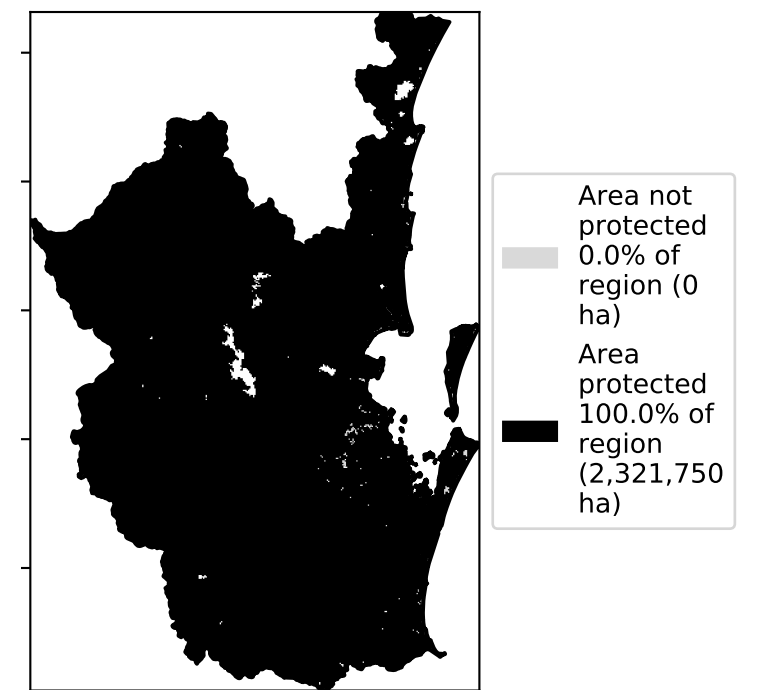 Area not
protected
0.0% of
region (0
ha)
Area
protected
100.0% of
region
(2,321,750
ha)